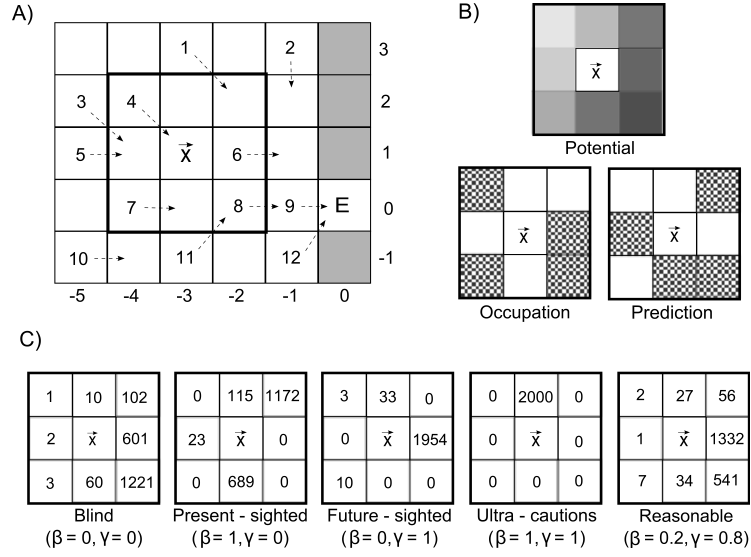 A)
1 2 3
3 4 2
5 x 6 1
7 8 9 E 0
10 11 12 -1
-5 -4 -3 -2 -1 0
B)
x
Potential
x
Occupation
x
Prediction
C)
1 10 102
2 x 601
3 60 1221
Blind
(β = 0, γ = 0)
0 115 1172
23 x 0
0 689 0
Present - sighted
(β = 1, γ = 0)
3 33 0
0 x 1954
10 0 0
Future - sighted
(β = 0, γ = 1)
0 2000 0
0 x 0
0 0 0
Ultra - cautions
(β = 1, γ = 1)
2 27 56
1 x 1332
7 34 541
Reasonable
(β = 0.2, γ = 0.8)